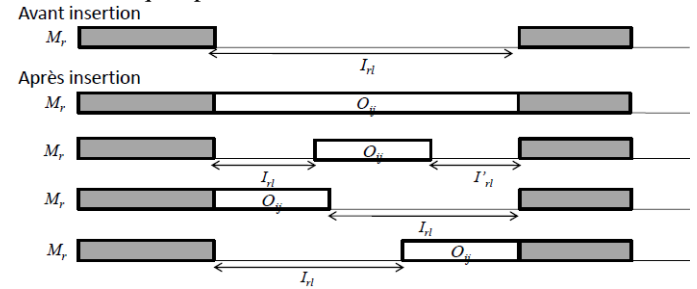 Avant insertion
M_r
I_rl
Après insertion
M_r O_ij
M_r O_ij
I_rl I'_rl
M_r O_ij
I_rl
M_r O_ij
I_rl